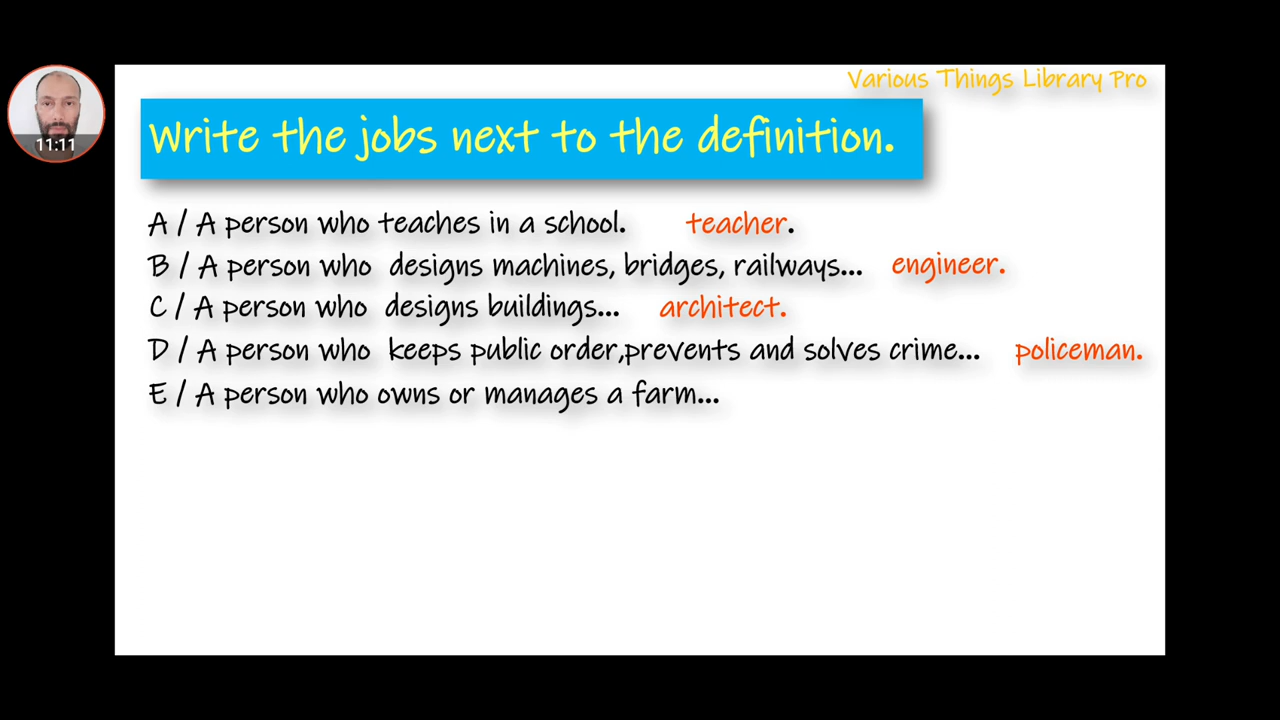 Various Things Library Pro
Write the jobs next to the definition.
11:11
A / A person who teaches in a school. teacher.
B / A person who designs machines, bridges, railways... engineer.
C / A person who designs buildings... architect.
D / A person who keeps public order,prevents and solves crime... policeman.
E / A person who owns or manages a farm...